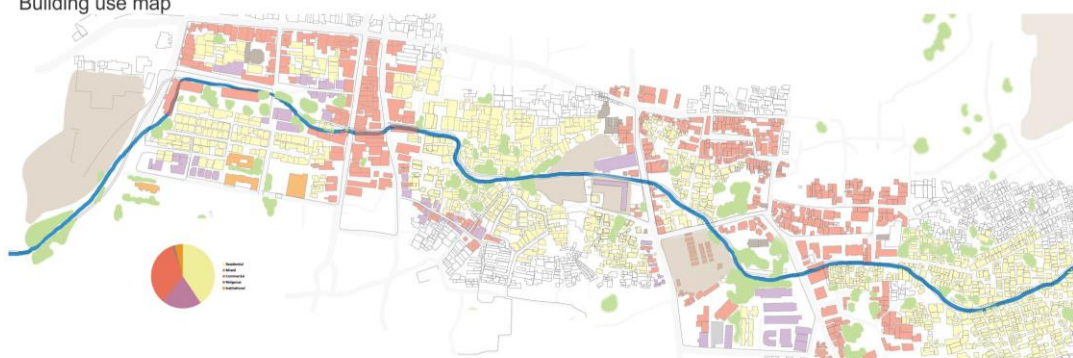 Building use map
Residential
Mixed
Commercial
Religious
Institutional